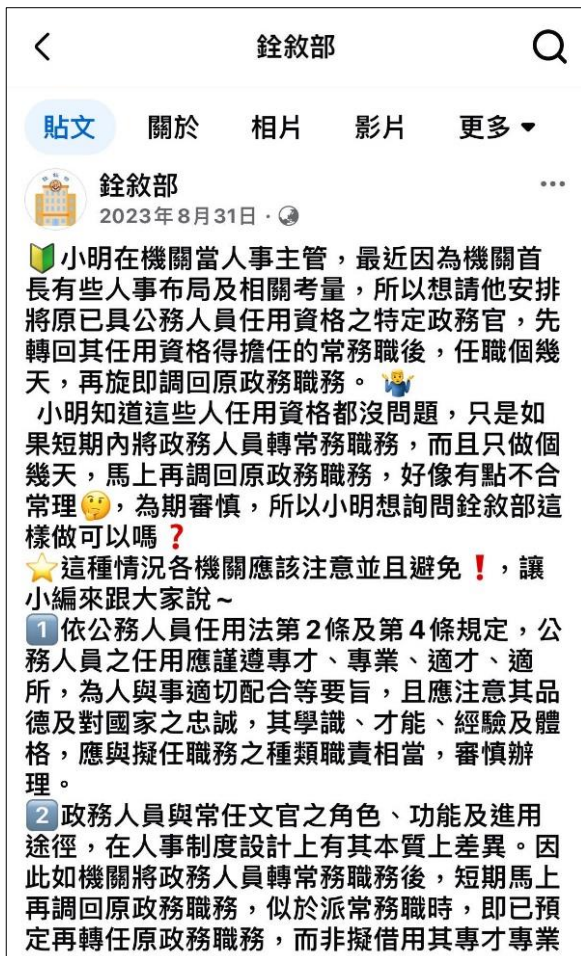 銓敘部
貼文 關於 相片 影片 更多
銓敘部
2023年8月31日
🔰小明在機關當人事主管，最近因為機關首
長有些人事布局及相關考量，所以想請他安排
將原已具公務人員任用資格之特定政務官，先
轉回其任用資格得擔任的常務職後，任職個幾
天，再旋即調回原政務職務。🤷‍♂️
小明知道這些人任用資格都沒問題，只是如
果短期內將政務人員轉常務職務，而且只做個
幾天，馬上再調回原政務職務，好像有點不合
常理🤔，為期審慎，所以小明想詢問銓敘部這
樣做可以嗎❓
⭐這種情況各機關應該注意並且避免❗，讓
小編來跟大家說~
1️⃣依公務人員任用法第2條及第4條規定，公
務人員之任用應謹遵專才、專業、適才、適
所，為人與事適切配合等要旨，且應注意其品
德及對國家之忠誠，其學識、才能、經驗及體
格，應與擬任職務之種類職責相當，審慎辦
理。
2️⃣政務人員與常任文官之角色、功能及進用
途徑，在人事制度設計上有其本質上差異。因
此如機關將政務人員轉常務職務後，短期馬上
再調回原政務職務，似於派常務職時，即已預
定再轉任原政務職務，而非擬借用其專才專業